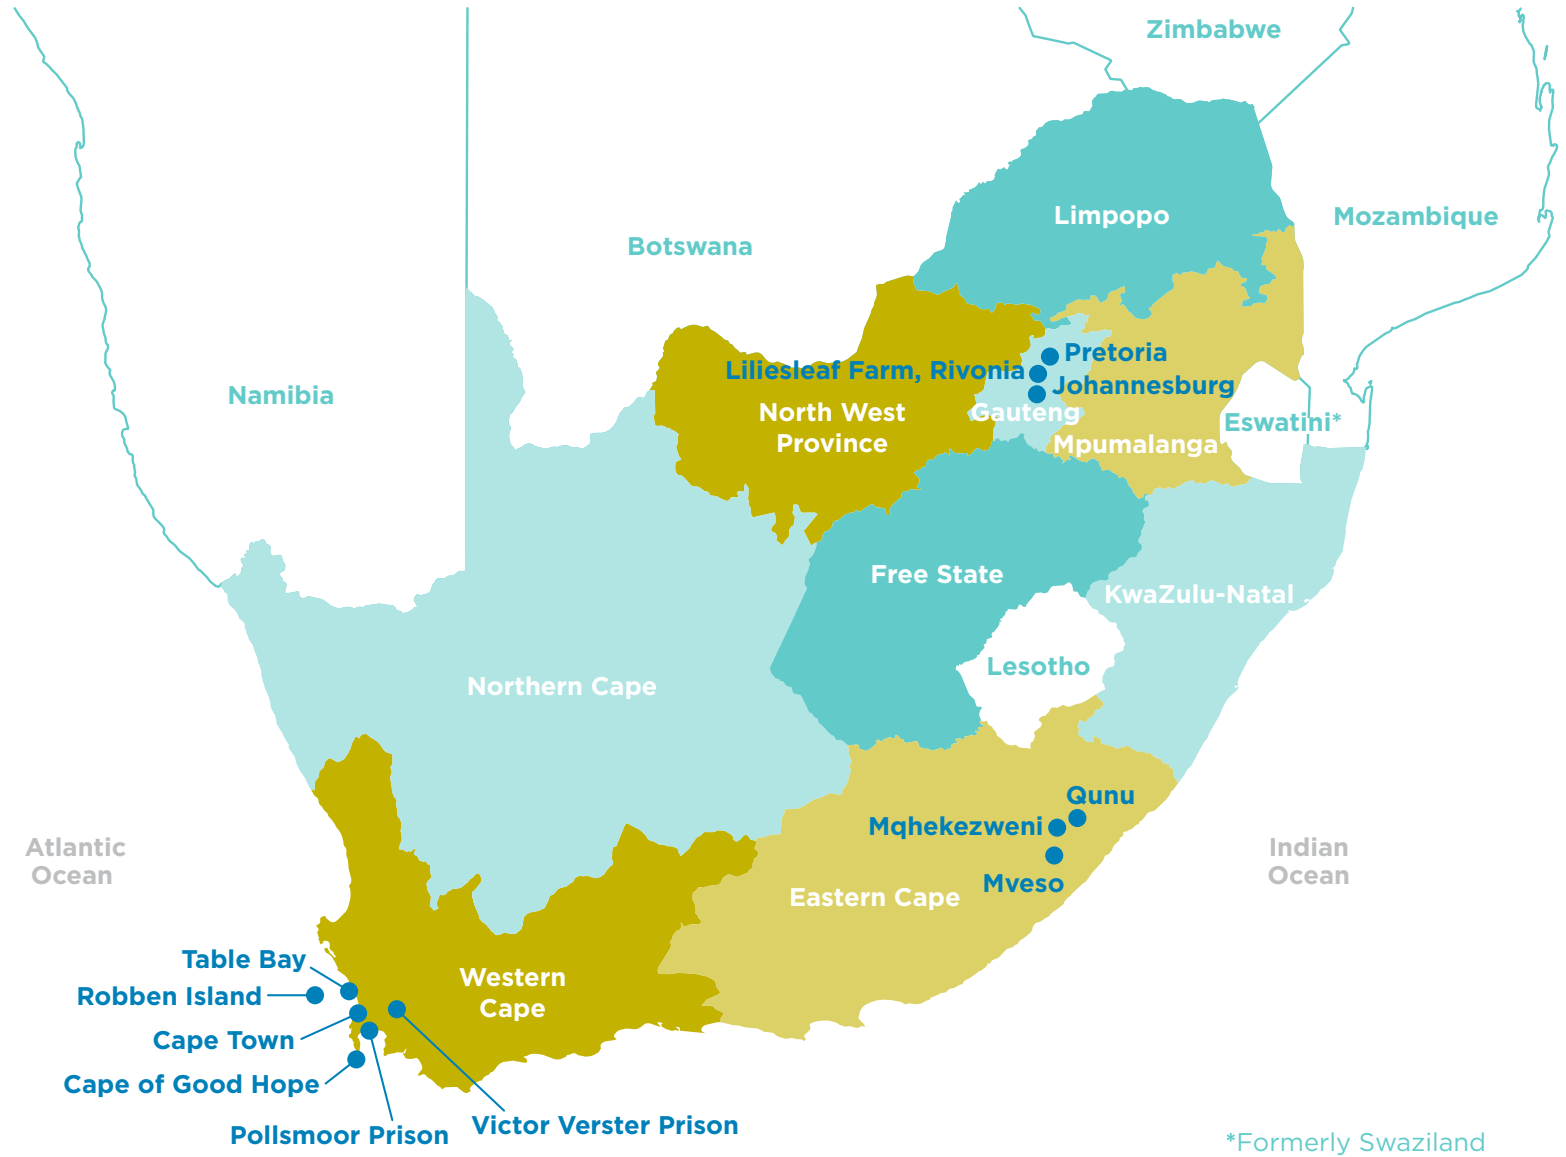 Zimbabwe
Limpopo
Mozambique
Botswana
Pretoria
Liliesleaf Farm, Rivonia
Johannesburg
Namibia
North West
Province
Gauteng
Eswatini*
Mpumalanga
Free State
KwaZulu-Natal
Lesotho
Northern Cape
Qunu
Mqhekezweni
Mveso
Eastern Cape
Atlantic
Ocean
Indian
Ocean
Table Bay
Robben Island
Western
Cape
Cape Town
Cape of Good Hope
Pollsmoor Prison
Victor Verster Prison
*Formerly Swaziland